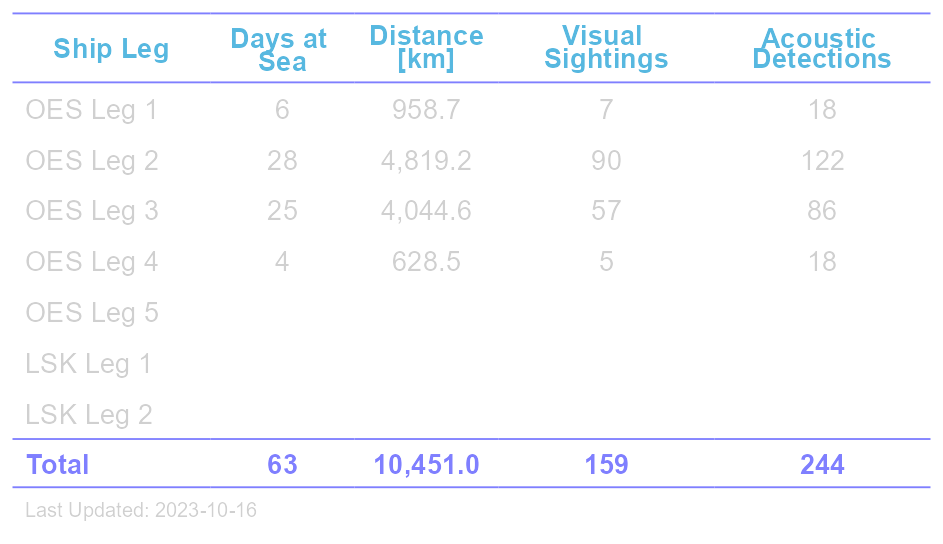 Ship Leg Days at Sea Distance [km] Visual Sightings Acoustic Detections
OES Leg 1 6 958.7 7 18
OES Leg 2 28 4,819.2 90 122
OES Leg 3 25 4,044.6 57 86
OES Leg 4 4 628.5 5 18
OES Leg 5
LSK Leg 1
LSK Leg 2
Total 63 10,451.0 159 244
Last Updated: 2023-10-16